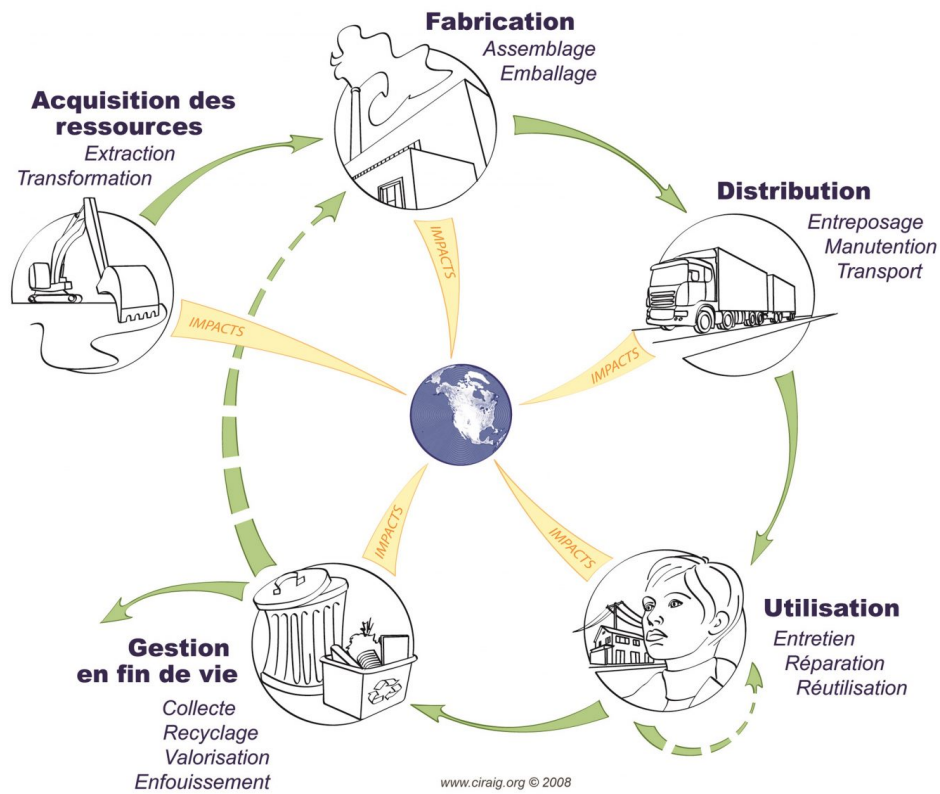 Fabrication
Assemblage
Emballage
Acquisition des
ressources
Extraction
Transformation
Distribution
Entreposage
Manutention
Transport
IMPACTS
IMPACTS
IMPACTS
IMPACTS
IMPACTS
Utilisation
Entretien
Réparation
Réutilisation
Gestion
en fin de vie
Collecte
Recyclage
Valorisation
Enfouissement
www.ciraig.org © 2008